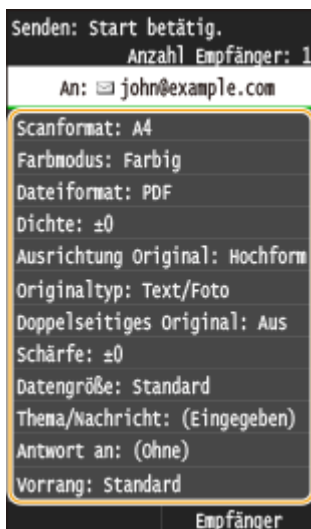 Senden: Start betätig.
Anzahl Empfänger: 1
An: john@example.com
Scanformat: A4
Farbmodus: Farbig
Dateiformat: PDF
Dichte: ±0
Ausrichtung Original: Hochform
Originaltyp: Text/Foto
Doppelseitiges Original: Aus
Schärfe: ±0
Datengröße: Standard
Thema/Nachricht: (Eingegeben)
Antwort an: (Ohne)
Vorrang: Standard
Empfänger